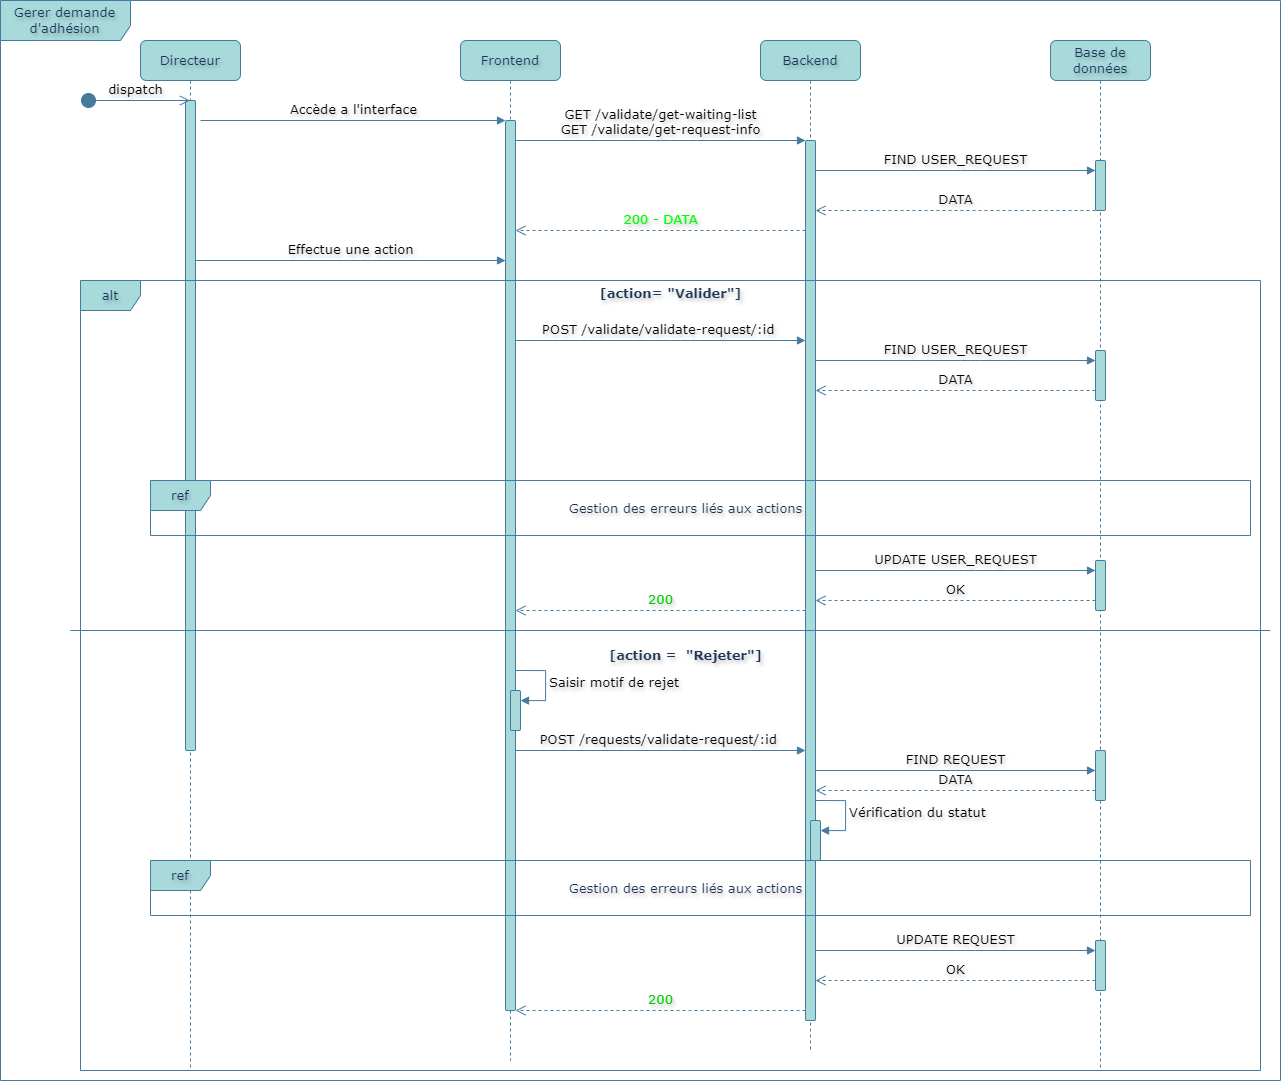 Gerer demande
d'adhésion
Directeur
Frontend
Backend
Base de
données
dispatch
Accède a l'interface
GET /validate/get-waiting-list
GET /validate/get-request-info
FIND USER_REQUEST
DATA
200 - DATA
Effectue une action
alt
[action= "Valider"]
POST /validate/validate-request/:id
FIND USER_REQUEST
DATA
ref
Gestion des erreurs liés aux actions
UPDATE USER_REQUEST
OK
200
[action =  "Rejeter"]
Saisir motif de rejet
POST /requests/validate-request/:id
FIND REQUEST
DATA
Vérification du statut
ref
Gestion des erreurs liés aux actions
UPDATE REQUEST
OK
200